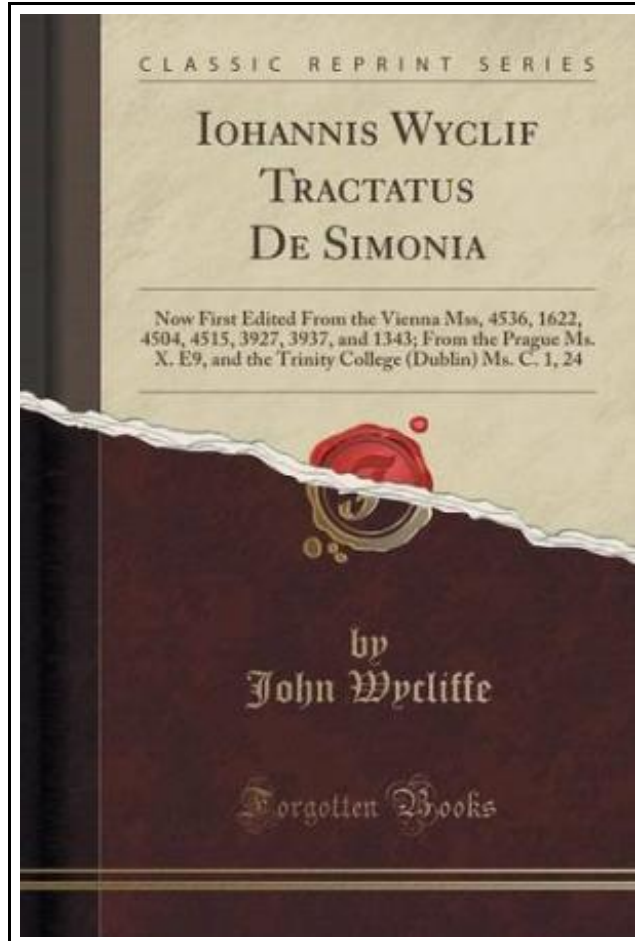 CLASSIC REPRINT SERIES
IOHANNIS WYCLIF
TRACTATUS
DE SIMONIA
Now First Edited From the Vienna Mss, 4536, 1622,
4504, 4515, 3927, 3937, and 1343; From the Prague Ms.
X. E9, and the Trinity College (Dublin) Ms. C. 1, 24
by
John Wycliffe
Forgotten Books